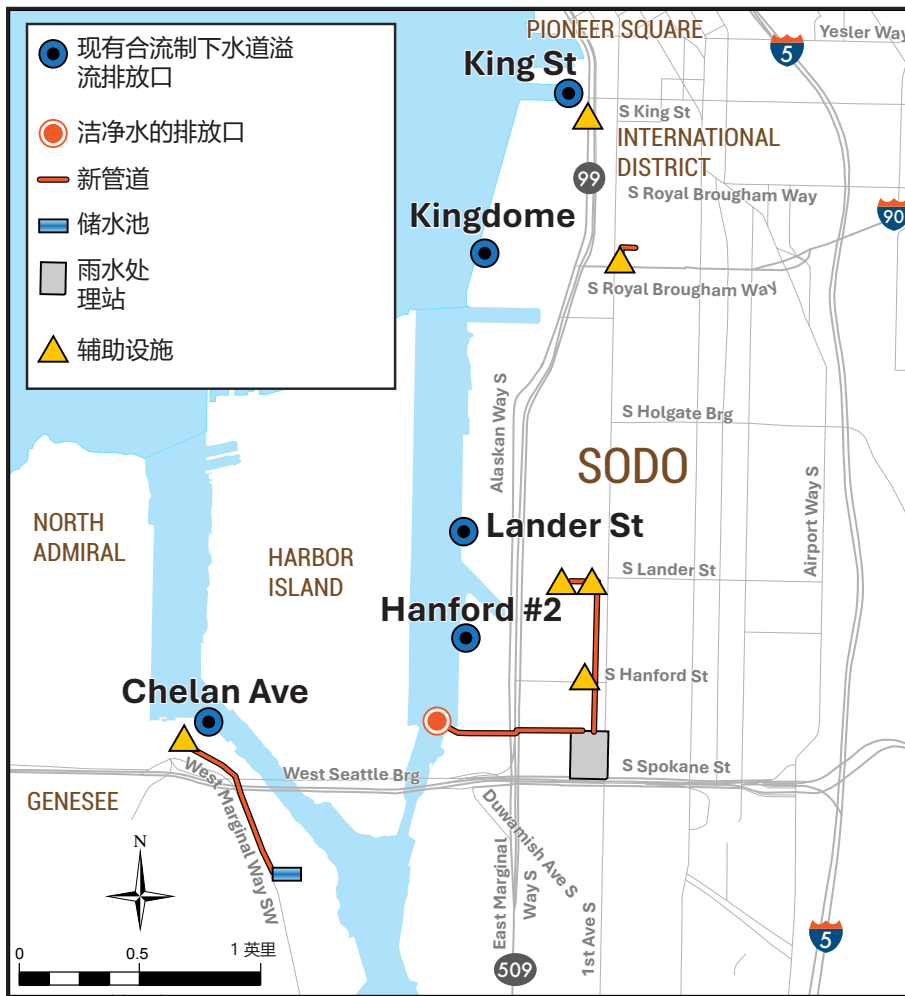 现有合流制下水道溢
流排放口
洁净水的排放口
新管道
储水池
雨水处
理站
辅助设施
PIONEER SQUARE
Yesler Way
5
King St
S King St
INTERNATIONAL
DISTRICT
99
S Royal Brougham Way
90
Kingdome
S Royal Brougham Way
Alaskan Way S
S Holgate Brg
SODO
Airport Way S
NORTH
ADMIRAL
HARBOR
ISLAND
Lander St
S Lander St
Hanford #2
S Hanford St
Chelan Ave
West Seattle Brg
S Spokane St
GENESEE
West Marginal Way SW
Duwamish Ave S
East Marginal
Way S
1st Ave S
N
0
0.5
1 英里
509
5